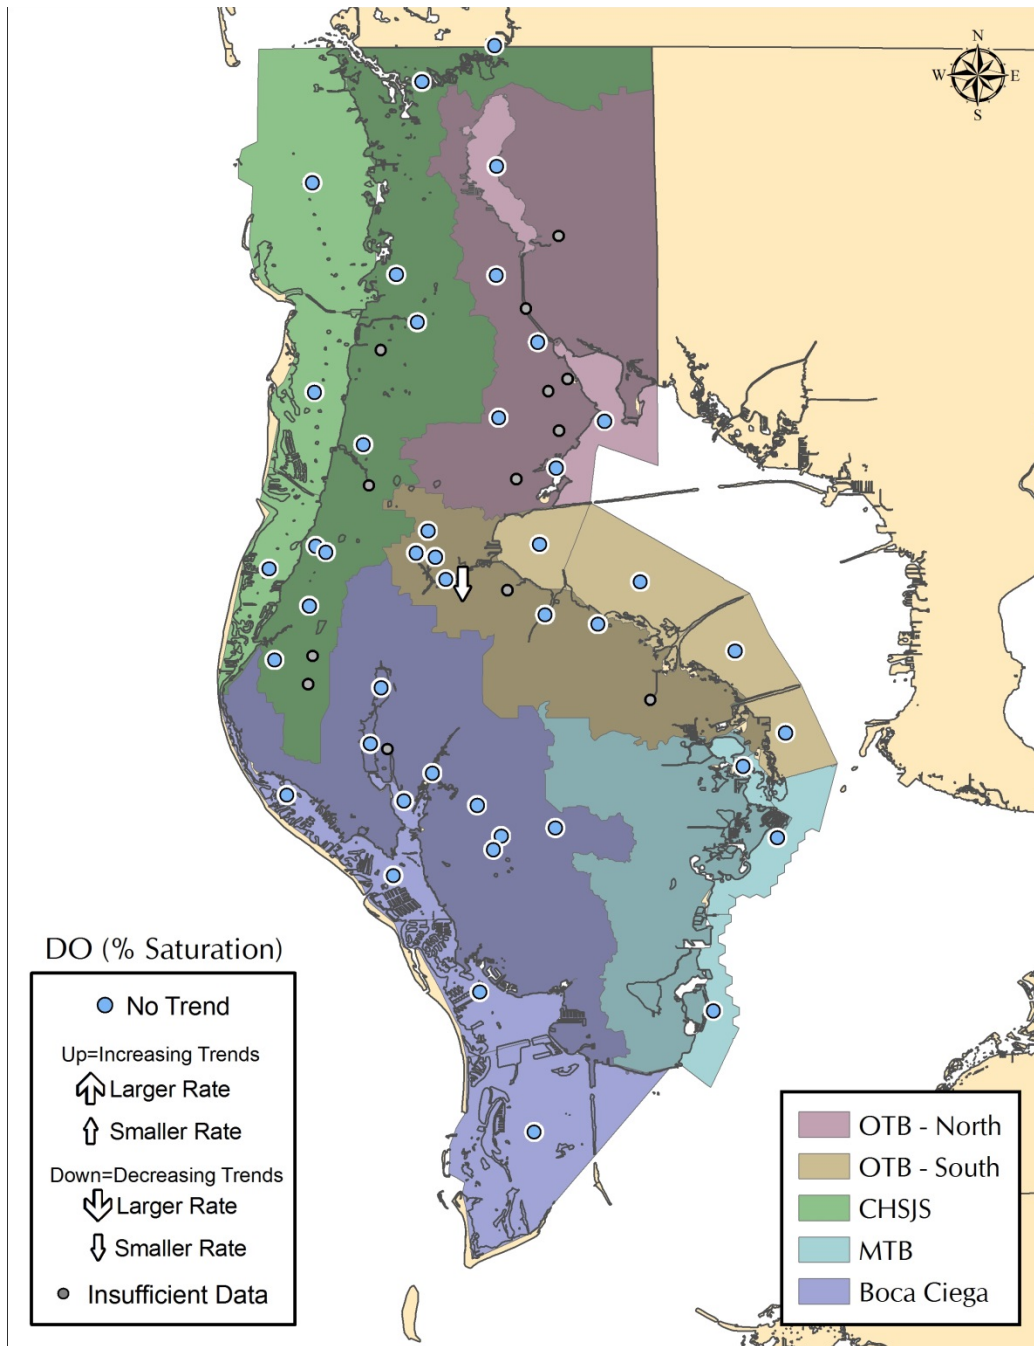 N
W E
S
DO (% Saturation)
No Trend
Up=Increasing Trends
Larger Rate
Smaller Rate
Down=Decreasing Trends
Larger Rate
Smaller Rate
Insufficient Data
OTB - North
OTB - South
CHSJS
MTB
Boca Ciega